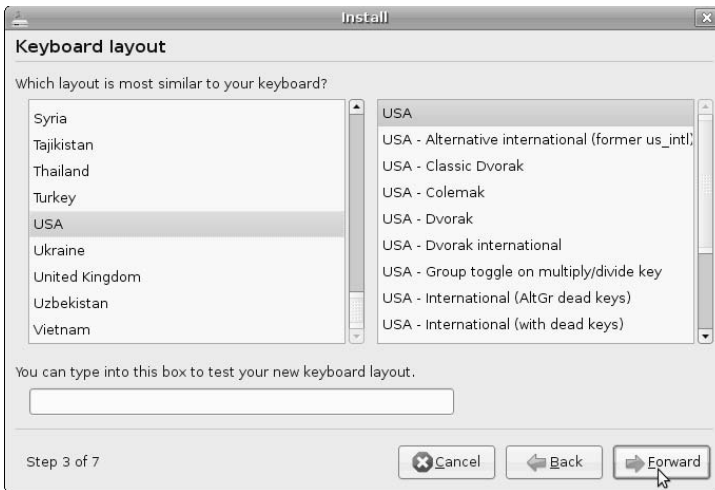 Install
Keyboard layout
Which layout is most similar to your keyboard?
Syria
Tajikistan
Thailand
Turkey
USA
Ukraine
United Kingdom
Uzbekistan
Vietnam
USA
USA - Alternative international (former us_intl)
USA - Classic Dvorak
USA - Colemak
USA - Dvorak
USA - Dvorak international
USA - Group toggle on multiply/divide key
USA - International (AltGr dead keys)
USA - International (with dead keys)
You can type into this box to test your new keyboard layout.
Step 3 of 7
Cancel
Back
Forward